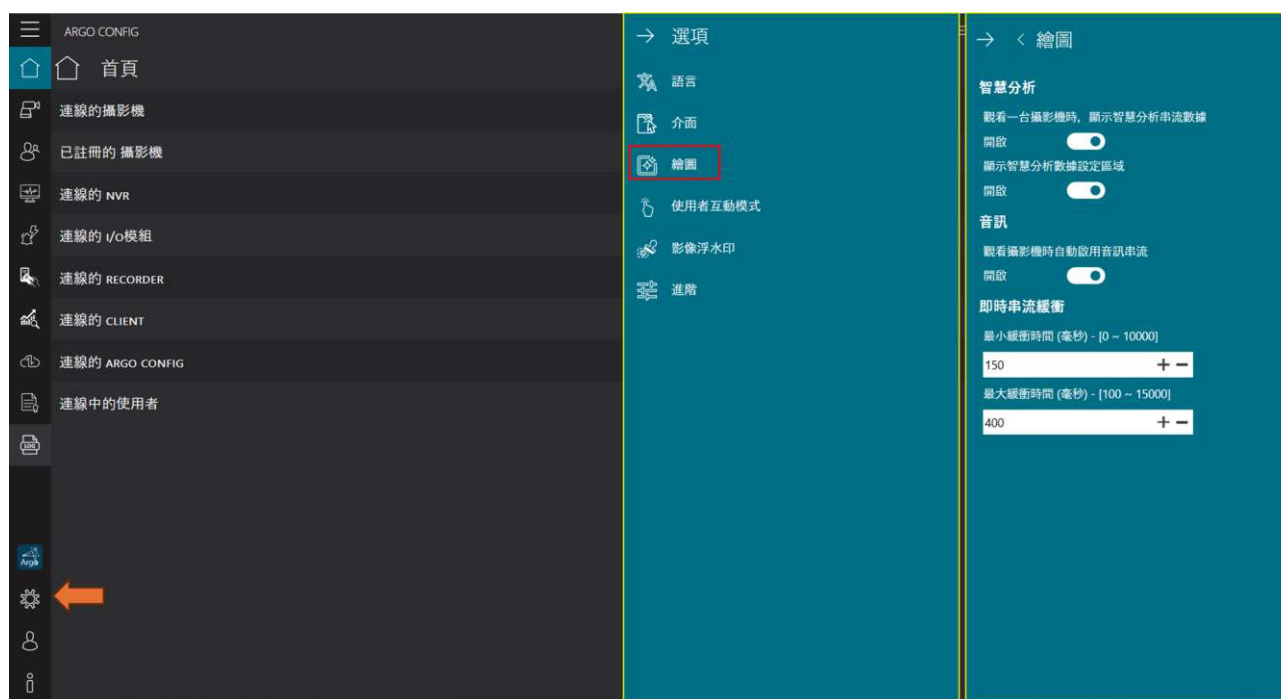 ARGO CONFIG
首頁
連線的攝影機
已註冊的 攝影機
連線的 NVR
連線的 I/O模組
連線的 RECORDER
連線的 CLIENT
連線的 ARGO CONFIG
連線中的使用者
LOG
Argo
選項
語言
介面
繪圖
使用者互動模式
影像浮水印
進階
繪圖
智慧分析
觀看一台攝影機時，顯示智慧分析串流數據
開啟
顯示智慧分析數據設定區域
開啟
音訊
觀看攝影機時自動啟用音訊串流
開啟
即時串流緩衝
最小緩衝時間 (毫秒) - [0 ~ 10000]
150
最大緩衝時間 (毫秒) - [100 ~ 15000]
400